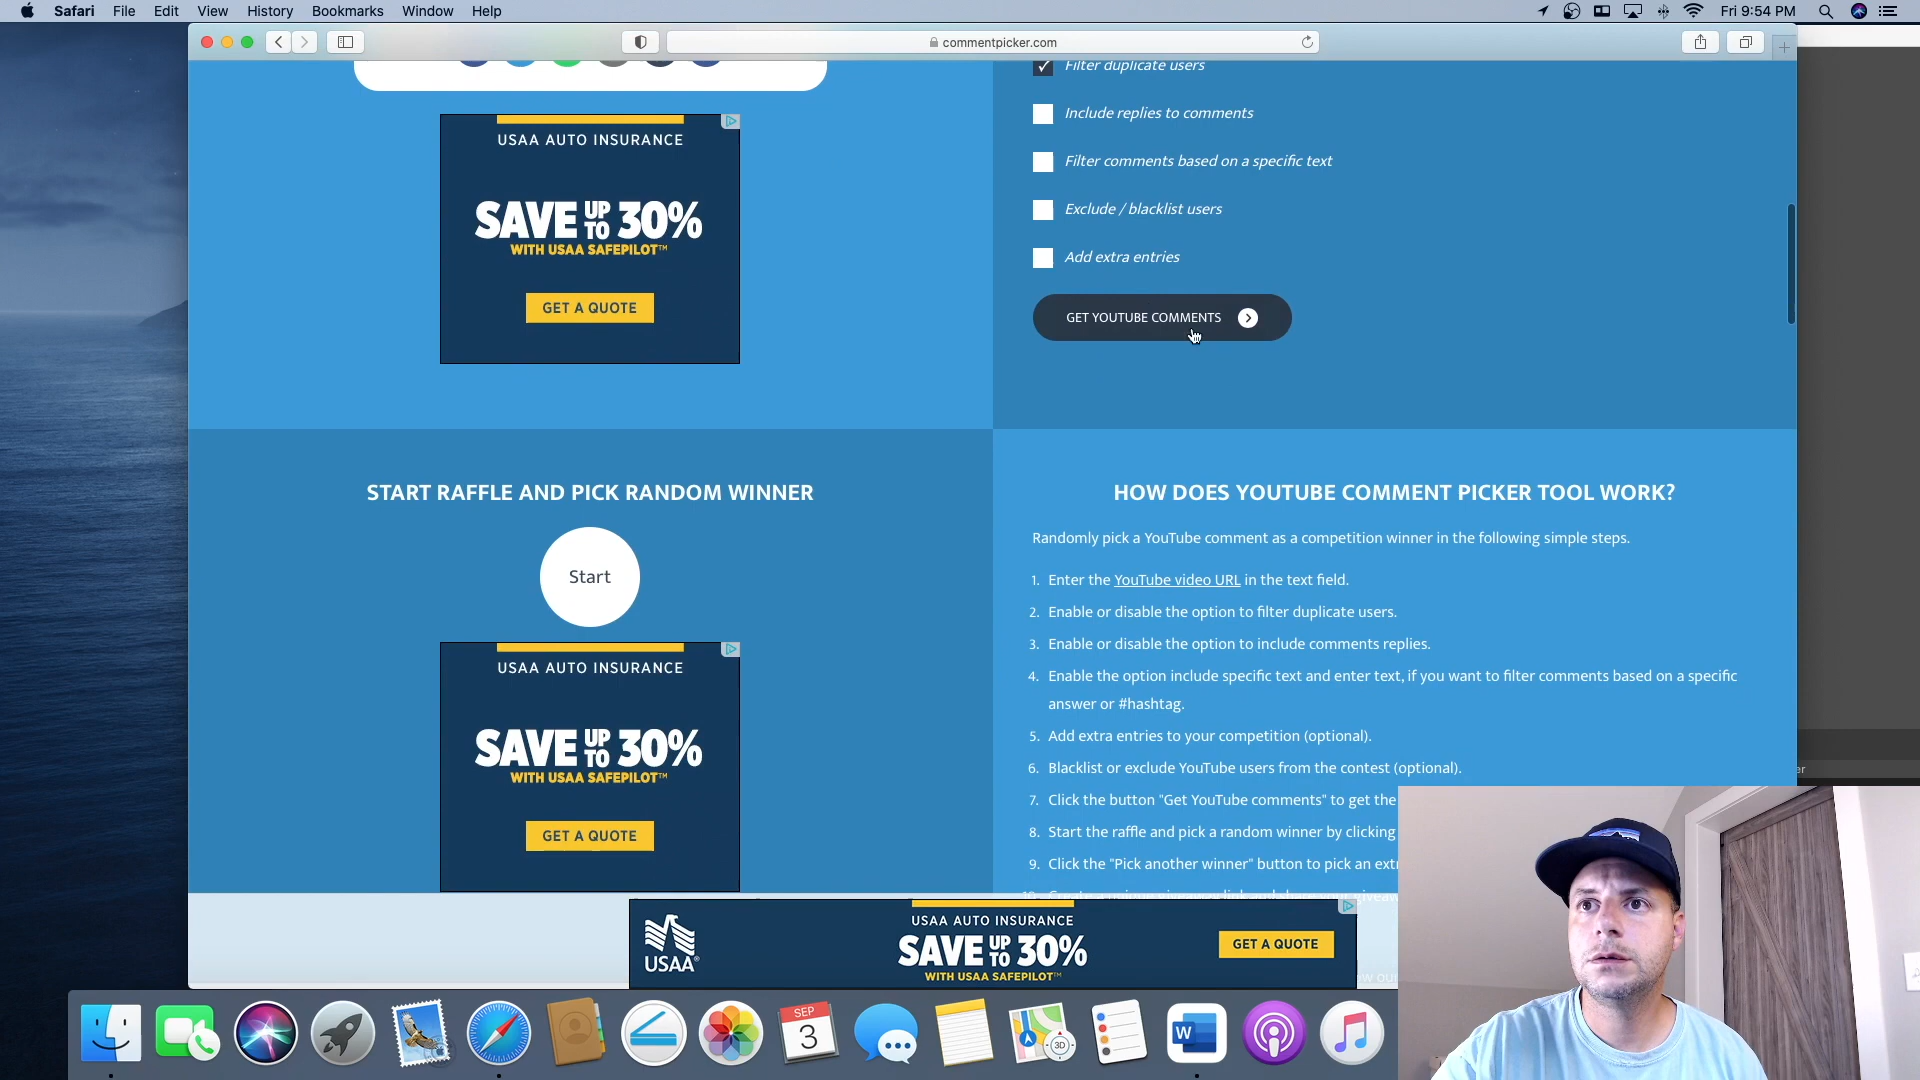 Safari File Edit View History Bookmarks Window Help
Fri 9:54 PM
commentpicker.com
Filter duplicate users
Include replies to comments
Filter comments based on a specific text
Exclude / blacklist users
Add extra entries
GET YOUTUBE COMMENTS
USAA AUTO INSURANCE
SAVE UP TO 30%
WITH USAA SAFEPILOT™
GET A QUOTE
START RAFFLE AND PICK RANDOM WINNER
Start
USAA AUTO INSURANCE
SAVE UP TO 30%
WITH USAA SAFEPILOT™
GET A QUOTE
HOW DOES YOUTUBE COMMENT PICKER TOOL WORK?
Randomly pick a YouTube comment as a competition winner in the following simple steps.
1. Enter the YouTube video URL in the text field.
2. Enable or disable the option to filter duplicate users.
3. Enable or disable the option to include comments replies.
4. Enable the option include specific text and enter text, if you want to filter comments based on a specific
answer or #hashtag.
5. Add extra entries to your competition (optional).
6. Blacklist or exclude YouTube users from the contest (optional).
7. Click the button "Get YouTube comments" to get the
8. Start the raffle and pick a random winner by clicking
9. Click the "Pick another winner" button to pick an ext
USAA®
USAA AUTO INSURANCE
SAVE UP TO 30%
WITH USAA SAFEPILOT™
GET A QUOTE
SEP
3
3D
W